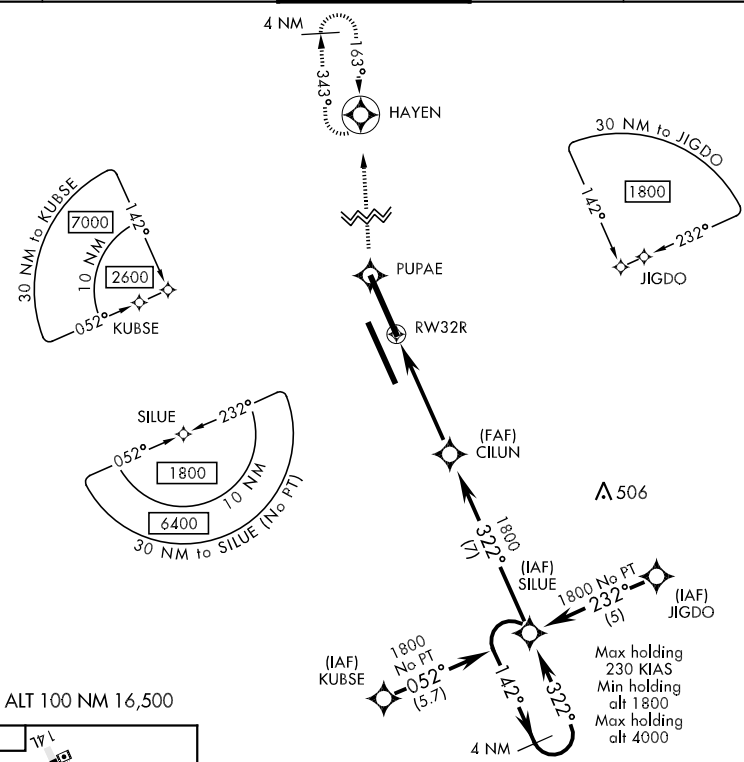 4 NM
163°
343°
HAYEN
30 NM to KUBSE
7000
142°
10 NM
2600
052°
KUBSE
30 NM to JIGDO
1800
142°
232°
JIGDO
PUPAE
RW32R
SILUE
232°
052°
1800
10 NM
6400
30 NM to SILUE (No PT)
(FAF)
CILUN
506
1800
322°
(7)
(IAF)
SILUE
1800 No PT
232°
(5)
(IAF)
JIGDO
(IAF)
KUBSE
1800
No PT
052°
(5.7)
142°
322°
4 NM
Max holding
230 KIAS
Min holding
alt 1800
Max holding
alt 4000
ALT 100 NM 16,500
14L